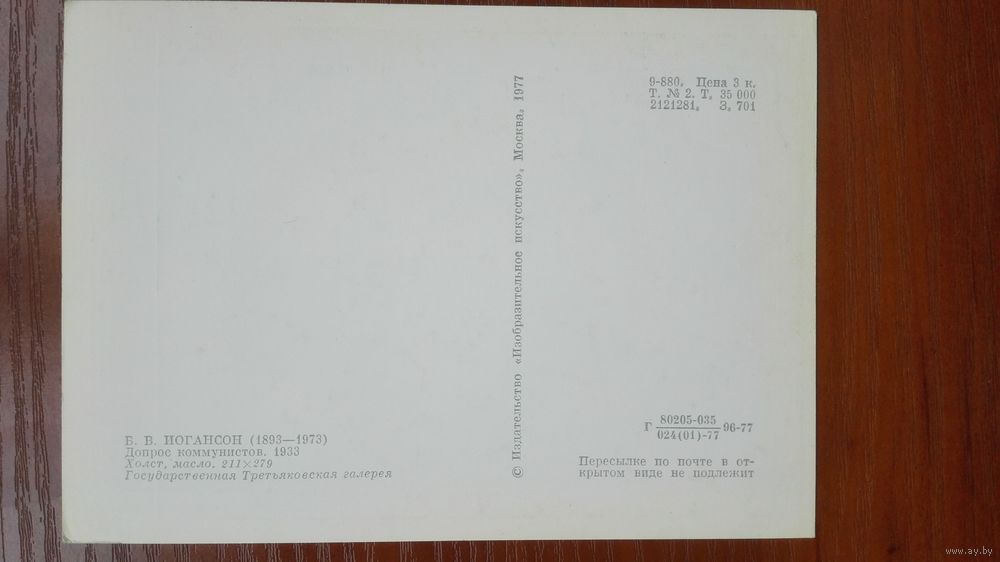 Б. В. ИОГАНСОН (1893—1973)
Допрос коммунистов. 1933
Холст, масло. 211×279
Государственная Третьяковская галерея
© Издательство «Изобразительное искусство», Москва, 1977
9-880. Цена 3 к.
Т. № 2. Т. 35 000
2121281. З. 701
Г 80205-035
024(01)-77 96-77
Пересылке по почте в от-
крытом виде не подлежит
www.ay.by